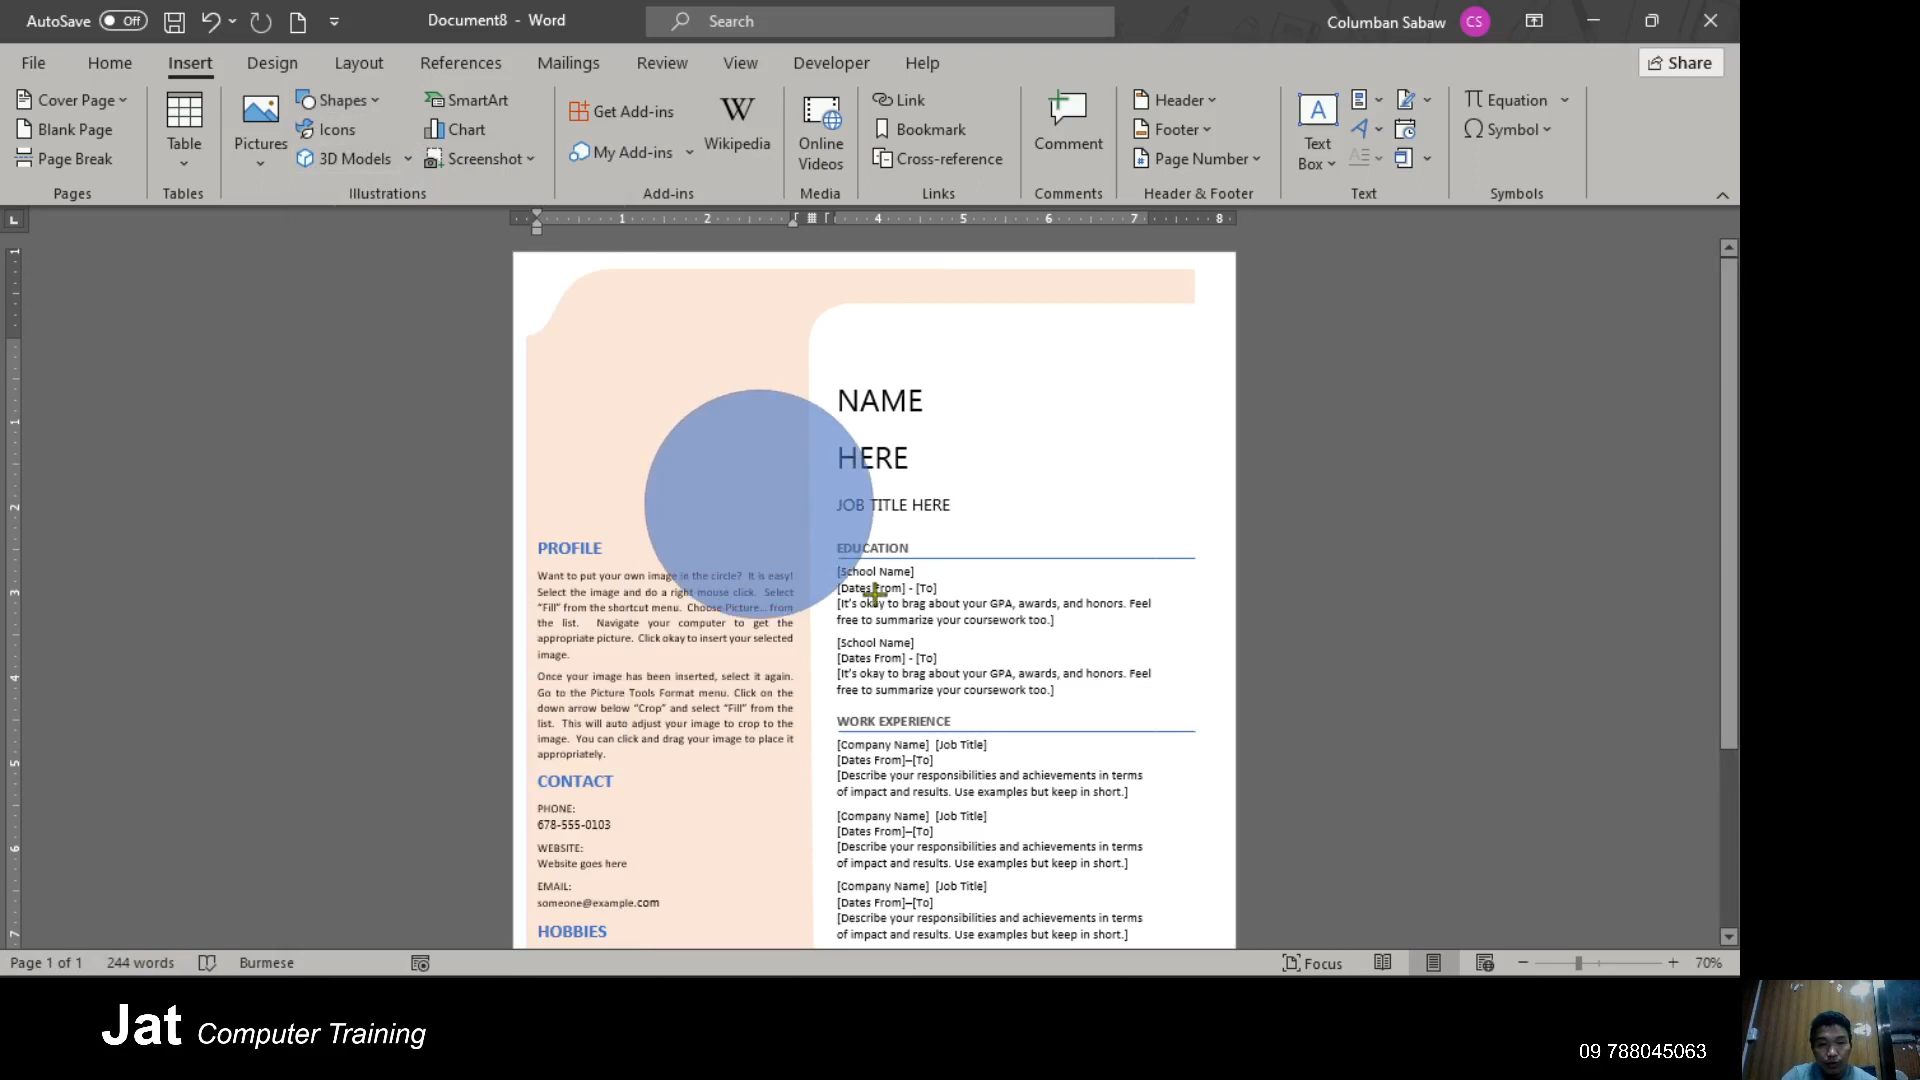 AutoSave Off Document8 - Word Search Columban Sabaw CS
File Home Insert Design Layout References Mailings Review View Developer Help Share
Cover Page
Blank Page
Page Break
Pages
Table
Tables
Pictures
Shapes
Icons
3D Models
SmartArt
Chart
Screenshot
Illustrations
Get Add-ins
My Add-ins
Wikipedia
Add-ins
Online
Videos
Media
Link
Bookmark
Cross-reference
Links
Comment
Comments
Header
Footer
Page Number
Header & Footer
A
Text
Box
Text
Equation
Symbol
Symbols
1 2 4 5 6 7 8
1
1
2
3
4
5
6
7
NAME
HERE
JOB TITLE HERE
PROFILE
Want to put your own image in the circle? It is easy!
Select the image and do a right mouse click. Select
“Fill” from the shortcut menu. Choose Picture… from
the list. Navigate your computer to get the
appropriate picture. Click okay to insert your selected
image.
Once your image has been inserted, select it again.
Go to the Picture Tools Format menu. Click on the
down arrow below “Crop” and select “Fill” from the
list. This will auto adjust your image to crop to the
image. You can click and drag your image to place it
appropriately.
CONTACT
PHONE:
678-555-0103
WEBSITE:
Website goes here
EMAIL:
someone@example.com
HOBBIES
EDUCATION
[School Name]
[Dates From] - [To]
[It’s okay to brag about your GPA, awards, and honors. Feel
free to summarize your coursework too.]
[School Name]
[Dates From] - [To]
[It’s okay to brag about your GPA, awards, and honors. Feel
free to summarize your coursework too.]
WORK EXPERIENCE
[Company Name] [Job Title]
[Dates From]–[To]
[Describe your responsibilities and achievements in terms
of impact and results. Use examples but keep in short.]
[Company Name] [Job Title]
[Dates From]–[To]
[Describe your responsibilities and achievements in terms
of impact and results. Use examples but keep in short.]
[Company Name] [Job Title]
[Dates From]–[To]
[Describe your responsibilities and achievements in terms
of impact and results. Use examples but keep in short.]
Page 1 of 1 244 words Burmese Focus 70%
Jat Computer Training
09 788045063